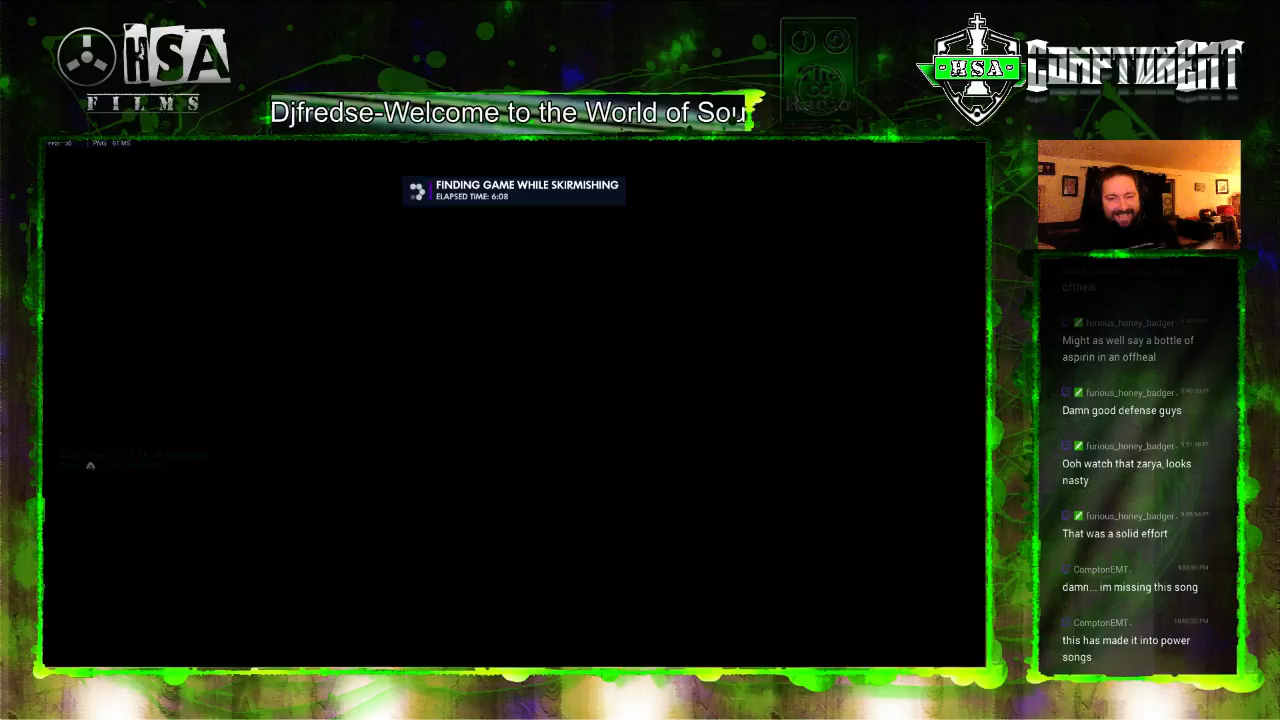 HSA
FILMS
Djfredse-Welcome to the World of Sou
HSA
COMPTONEMT
FINDING GAME WHILE SKIRMISHING
ELAPSED TIME: 6:08
offheal.
furious_honey_badger
Might as well say a bottle of
aspirin in an offheal
furious_honey_badger
Damn good defense guys
furious_honey_badger
Ooh watch that zarya, looks
nasty
furious_honey_badger
That was a solid effort
ComptonEMT
damn... im missing this song
ComptonEMT
this has made it into power
songs